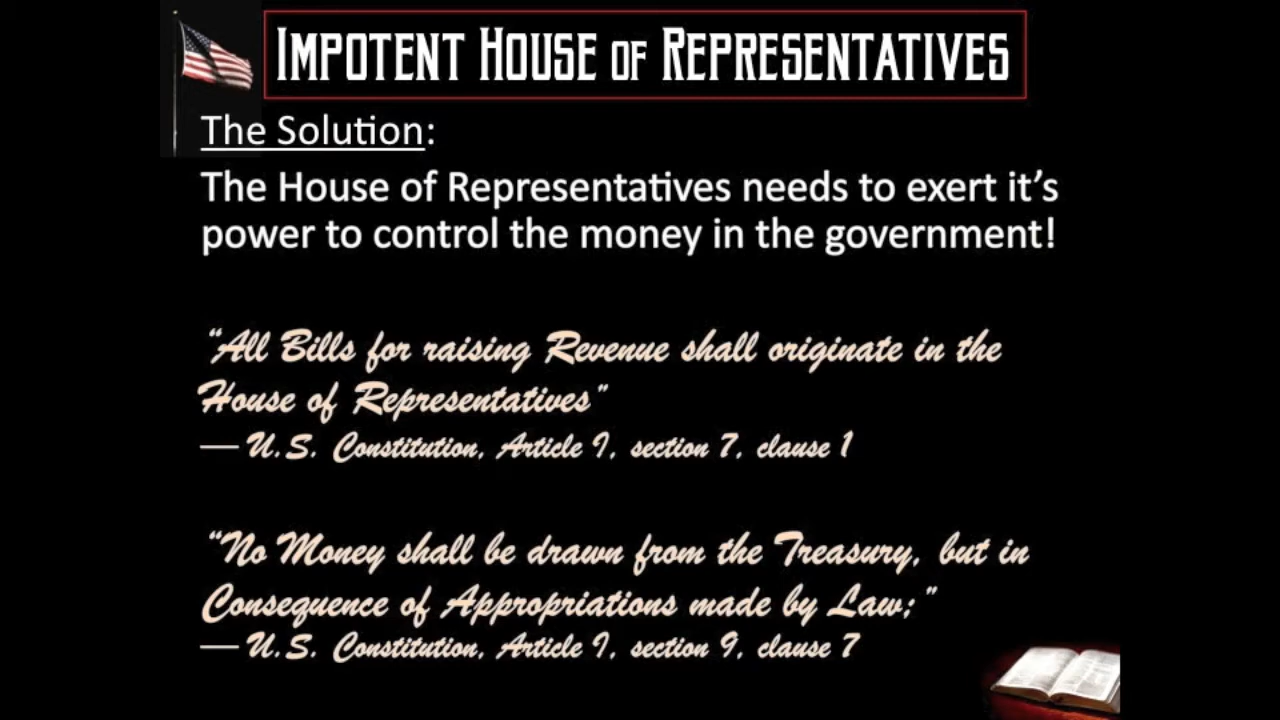 IMPOTENT HOUSE OF REPRESENTATIVES
The Solution:
The House of Representatives needs to exert it’s
power to control the money in the government!
“All Bills for raising Revenue shall originate in the
House of Representatives”
— U.S. Constitution, Article I, section 7, clause 1
“No Money shall be drawn from the Treasury, but in
Consequence of Appropriations made by Law;”
— U.S. Constitution, Article I, section 9, clause 7